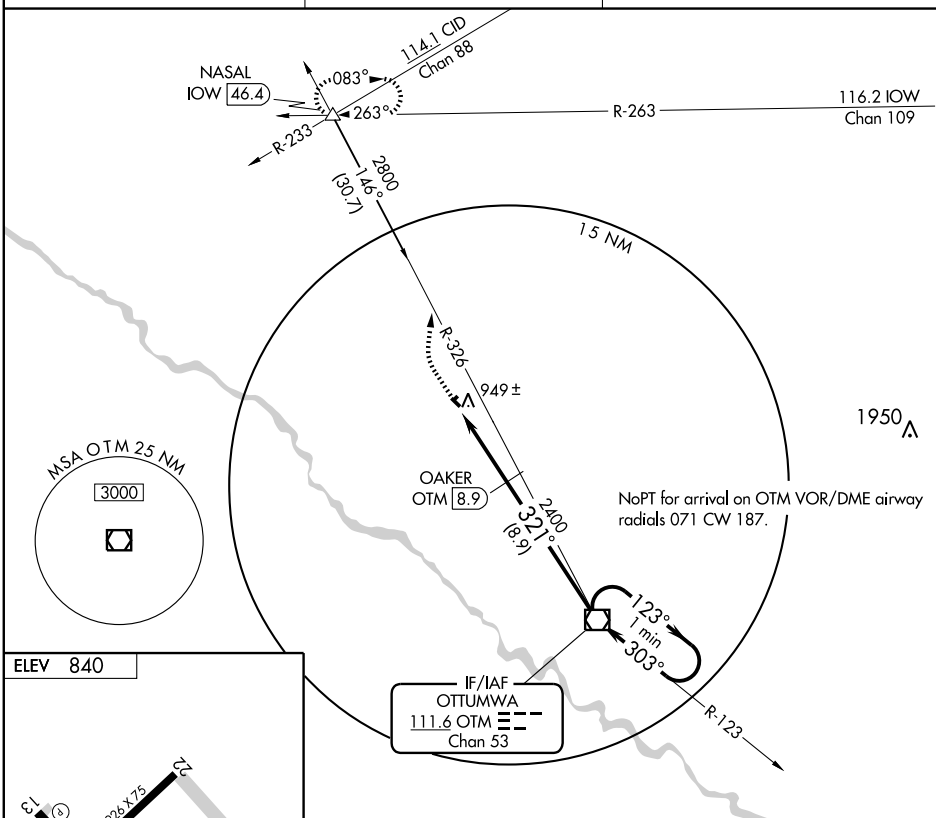 114.1 CID
Chan 88
NASAL
IOW 46.4
083°
263°
R-263
116.2 IOW
Chan 109
R-233
2800
146°
(30.7)
15 NM
R-326
949 ±
1950
MSA OTM 25 NM
3000
OAKER
OTM 8.9
2400
321°
(8.9)
NoPT for arrival on OTM VOR/DME airway
radials 071 CW 187.
123°
1 min
303°
R-123
IF/IAF
OTTUMWA
111.6 OTM
Chan 53
ELEV 840
22
13
P